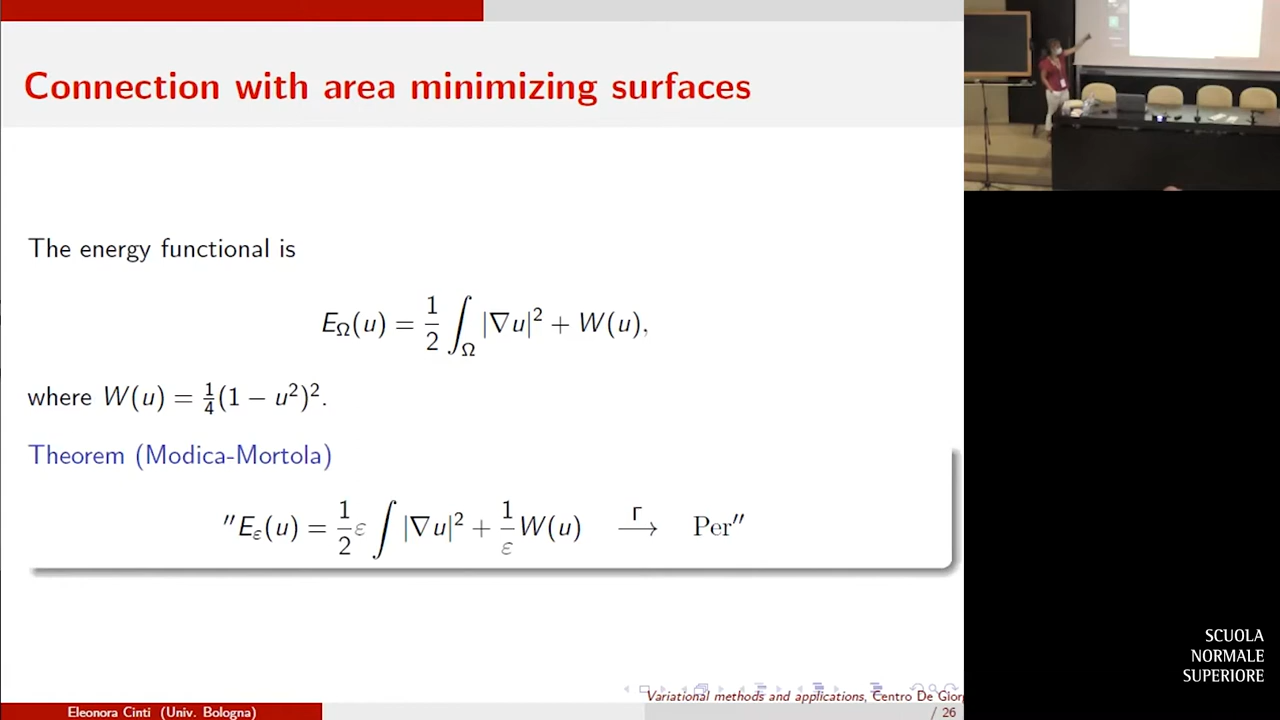 Connection with area minimizing surfaces
The energy functional is
E_Ω(u) = 1/2 ∫_Ω |∇u|² + W(u),
where W(u) = 1/4(1 − u²)².
Theorem (Modica-Mortola)
″E_ε(u) = 1/2 ε ∫ |∇u|² + 1/ε W(u) Γ⟶ Per″
Variational methods and applications, Centro De Giorg
Eleonora Cinti (Univ. Bologna)
/ 26
SCUOLA
NORMALE
SUPERIORE